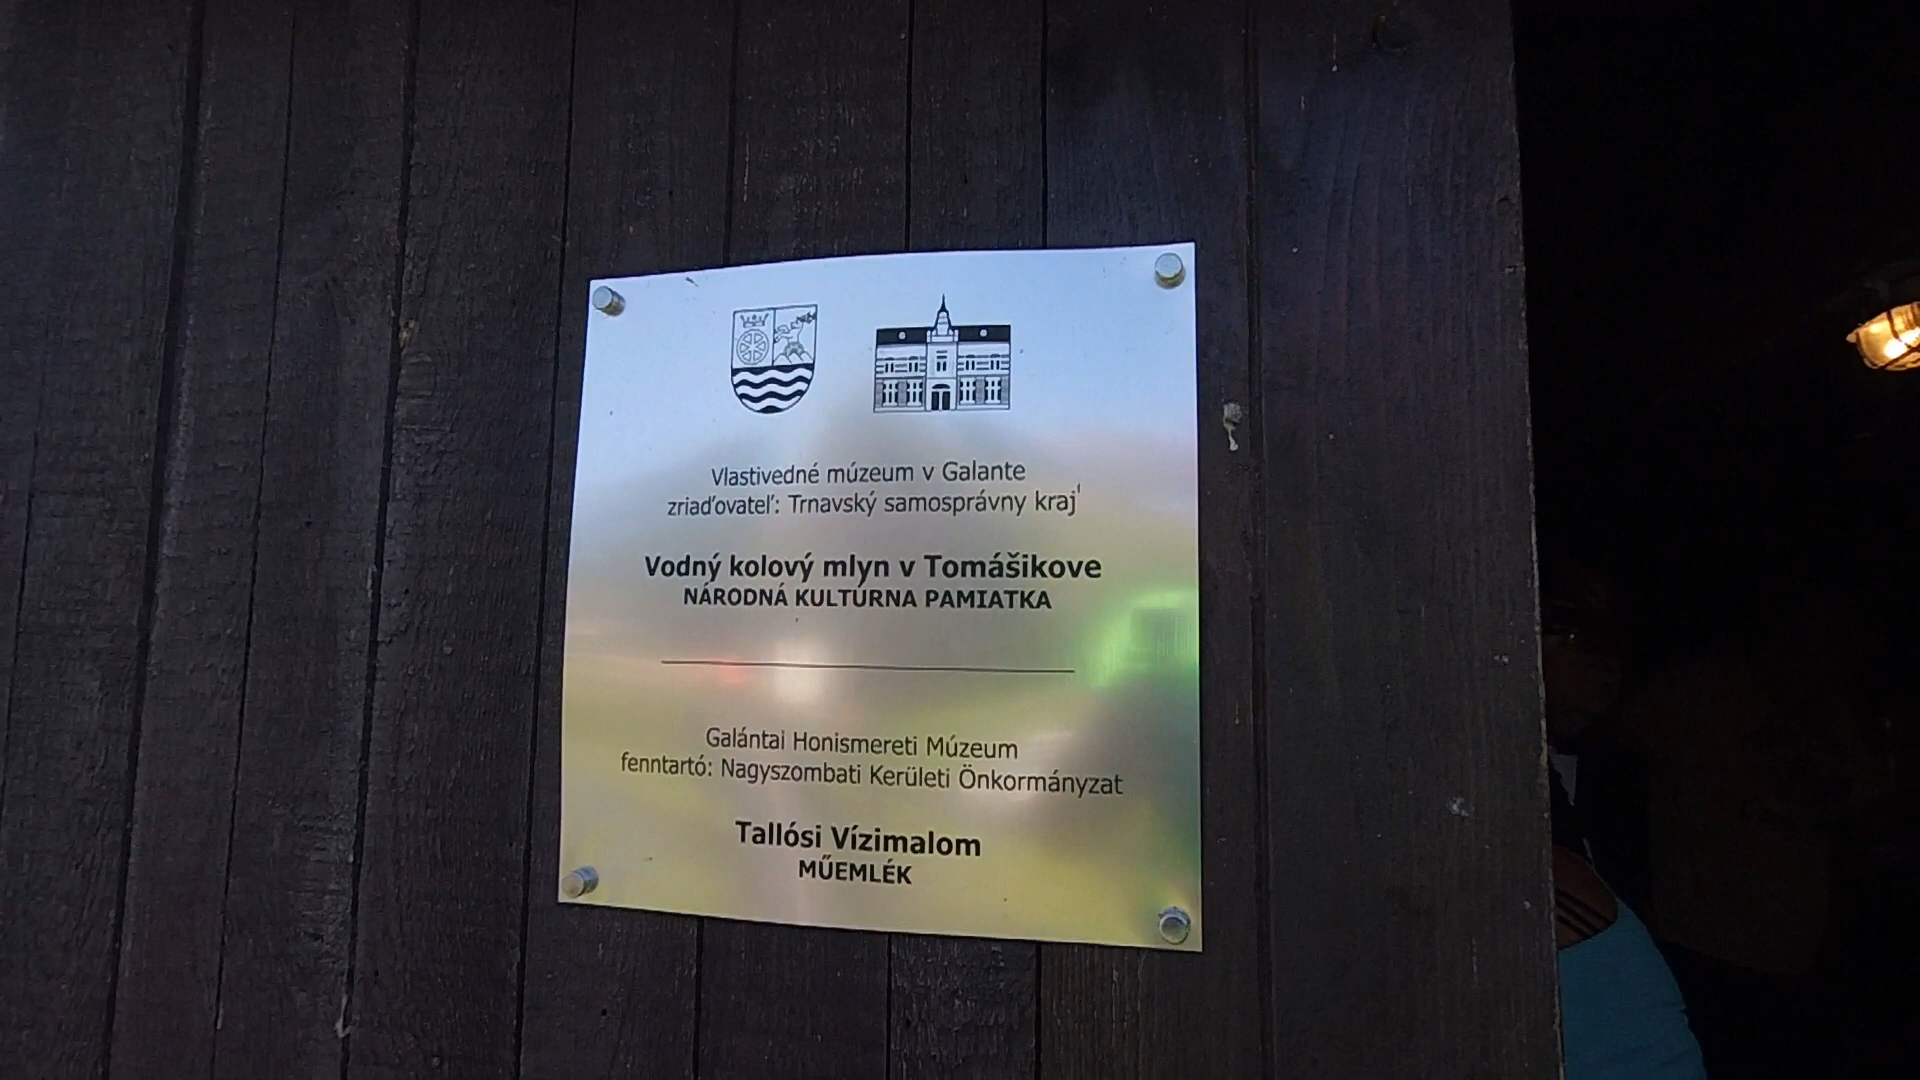 Vlastivedné múzeum v Galante
zriaďovateľ: Trnavský samosprávny kraj
Vodný kolový mlyn v Tomášikove
NÁRODNÁ KULTÚRNA PAMIATKA
Galántai Honismereti Múzeum
fenntartó: Nagyszombati Kerületi Önkormányzat
Tallósi Vízimalom
MŰEMLÉK